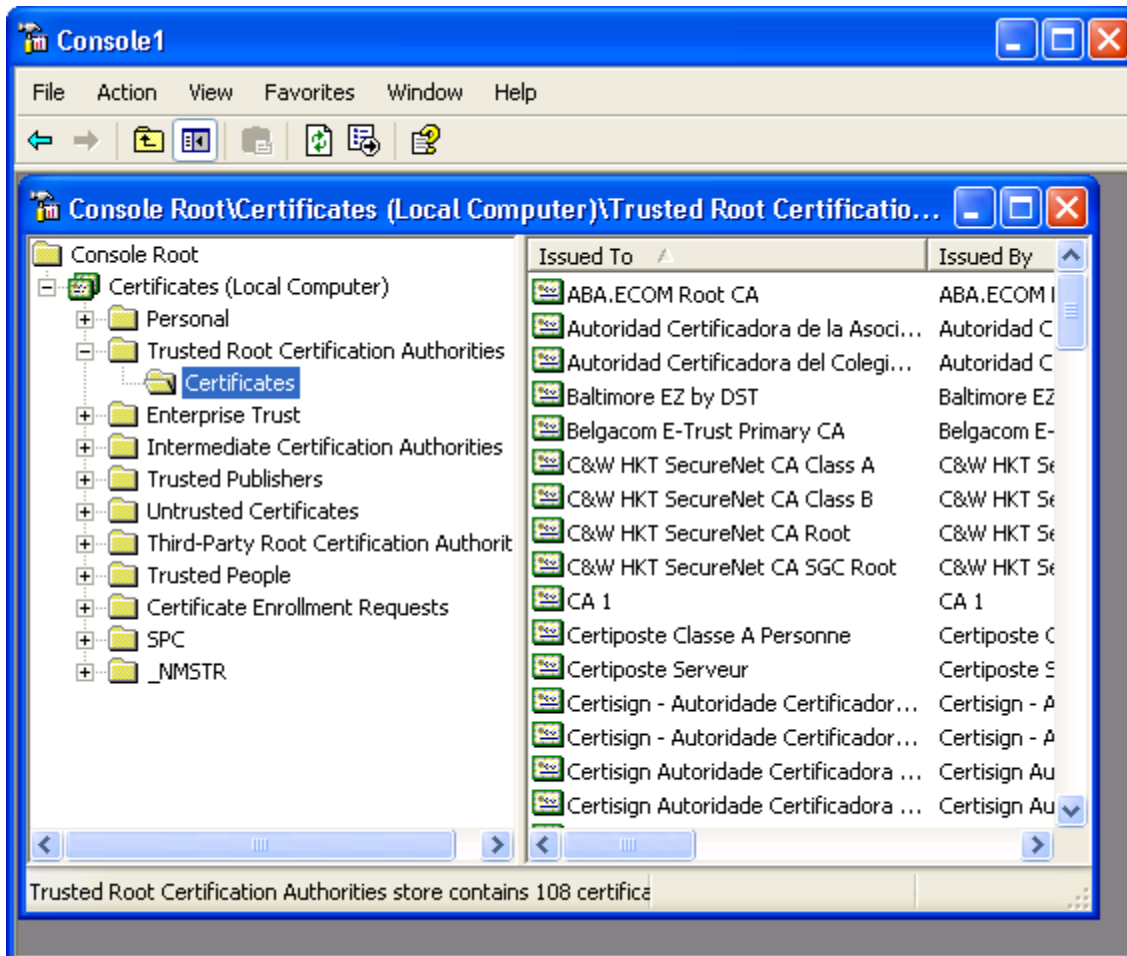 Console1
File Action View Favorites Window Help
Console Root\Certificates (Local Computer)\Trusted Root Certificatio...
Console Root
Certificates (Local Computer)
Personal
Trusted Root Certification Authorities
Certificates
Enterprise Trust
Intermediate Certification Authorities
Trusted Publishers
Untrusted Certificates
Third-Party Root Certification Authorit
Trusted People
Certificate Enrollment Requests
SPC
_NMSTR
Issued To Issued By
ABA.ECOM Root CA ABA.ECOM
Autoridad Certificadora de la Asoci... Autoridad C
Autoridad Certificadora del Colegi... Autoridad C
Baltimore EZ by DST Baltimore EZ
Belgacom E-Trust Primary CA Belgacom E-
C&W HKT SecureNet CA Class A C&W HKT Se
C&W HKT SecureNet CA Class B C&W HKT Se
C&W HKT SecureNet CA Root C&W HKT Se
C&W HKT SecureNet CA SGC Root C&W HKT Se
CA 1 CA 1
Certiposte Classe A Personne Certiposte C
Certiposte Serveur Certiposte S
Certisign - Autoridade Certificador... Certisign - A
Certisign - Autoridade Certificador... Certisign - A
Certisign Autoridade Certificadora ... Certisign Au
Certisign Autoridade Certificadora ... Certisign Au
Trusted Root Certification Authorities store contains 108 certifica